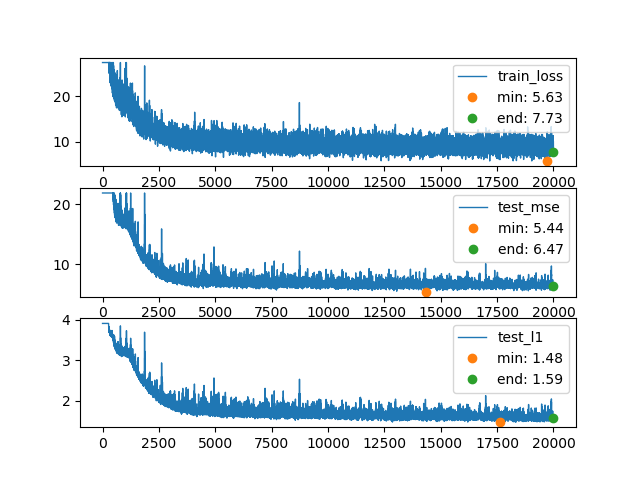 train_loss
min: 5.63
end: 7.73
20
10
0 2500 5000 7500 10000 12500 15000 17500 20000
test_mse
min: 5.44
end: 6.47
20
10
0 2500 5000 7500 10000 12500 15000 17500 20000
4
test_l1
min: 1.48
end: 1.59
3
2
0 2500 5000 7500 10000 12500 15000 17500 20000